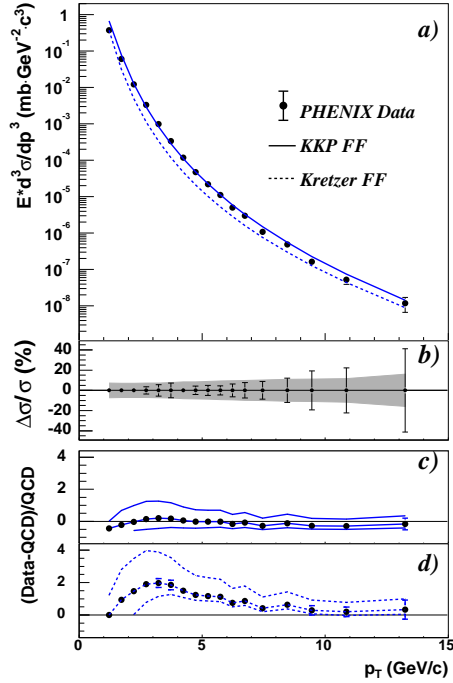 E*d³σ/dp³ (mb·GeV⁻²·c³)
1
10⁻¹
10⁻²
10⁻³
10⁻⁴
10⁻⁵
10⁻⁶
10⁻⁷
10⁻⁸
a)
PHENIX Data
KKP FF
Kretzer FF
Δσ/σ (%)
40
20
0
-20
-40
b)
(Data-QCD)/QCD
4
2
0
c)
4
2
0
d)
0 5 10 15
p_T (GeV/c)